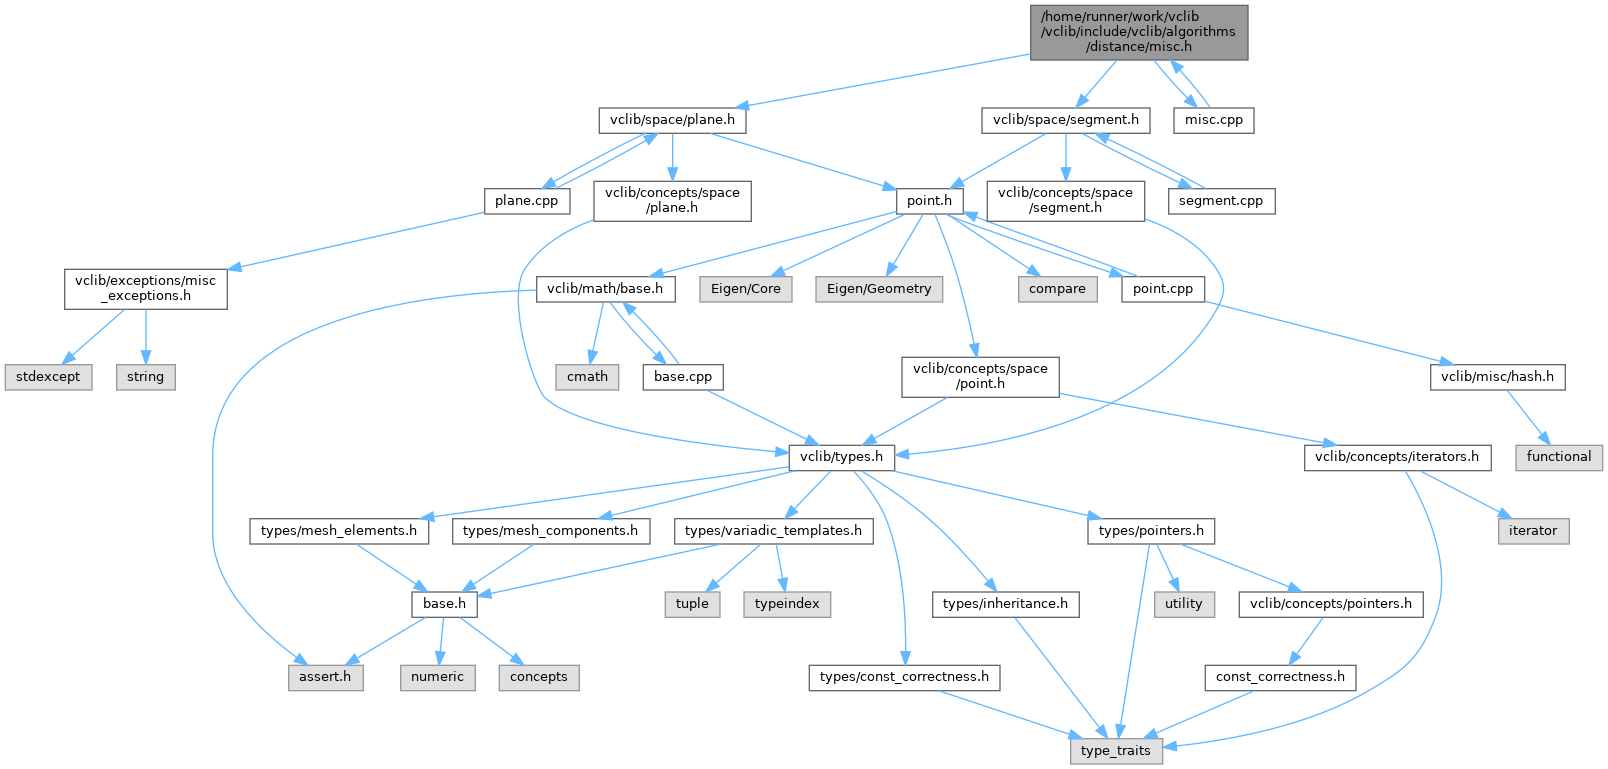 /home/runner/work/vclib
/vclib/include/vclib/algorithms
/distance/misc.h
vclib/space/plane.h
vclib/space/segment.h
misc.cpp
plane.cpp
vclib/concepts/space
/plane.h
point.h
vclib/concepts/space
/segment.h
segment.cpp
vclib/exceptions/misc
_exceptions.h
vclib/math/base.h
Eigen/Core
Eigen/Geometry
compare
point.cpp
stdexcept
string
cmath
base.cpp
vclib/concepts/space
/point.h
vclib/misc/hash.h
vclib/types.h
vclib/concepts/iterators.h
functional
types/mesh_elements.h
types/mesh_components.h
types/variadic_templates.h
types/pointers.h
iterator
base.h
tuple
typeindex
types/inheritance.h
utility
vclib/concepts/pointers.h
assert.h
numeric
concepts
types/const_correctness.h
const_correctness.h
type_traits